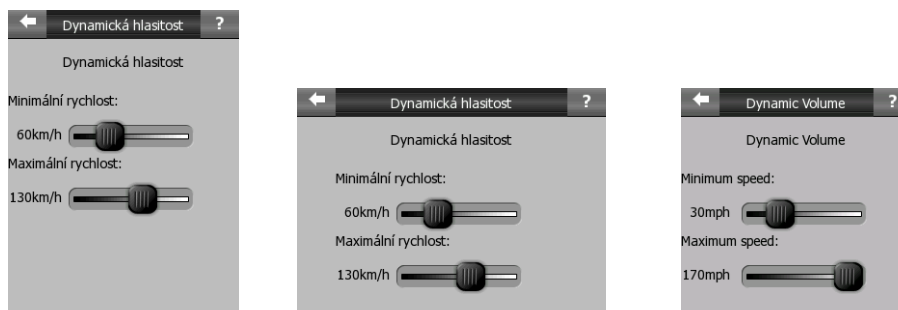 Dynamická hlasitost ?
Dynamická hlasitost
Minimální rychlost:
60km/h
Maximální rychlost:
130km/h
Dynamická hlasitost ?
Dynamická hlasitost
Minimální rychlost:
60km/h
Maximální rychlost:
130km/h
Dynamic Volume ?
Dynamic Volume
Minimum speed:
30mph
Maximum speed:
170mph